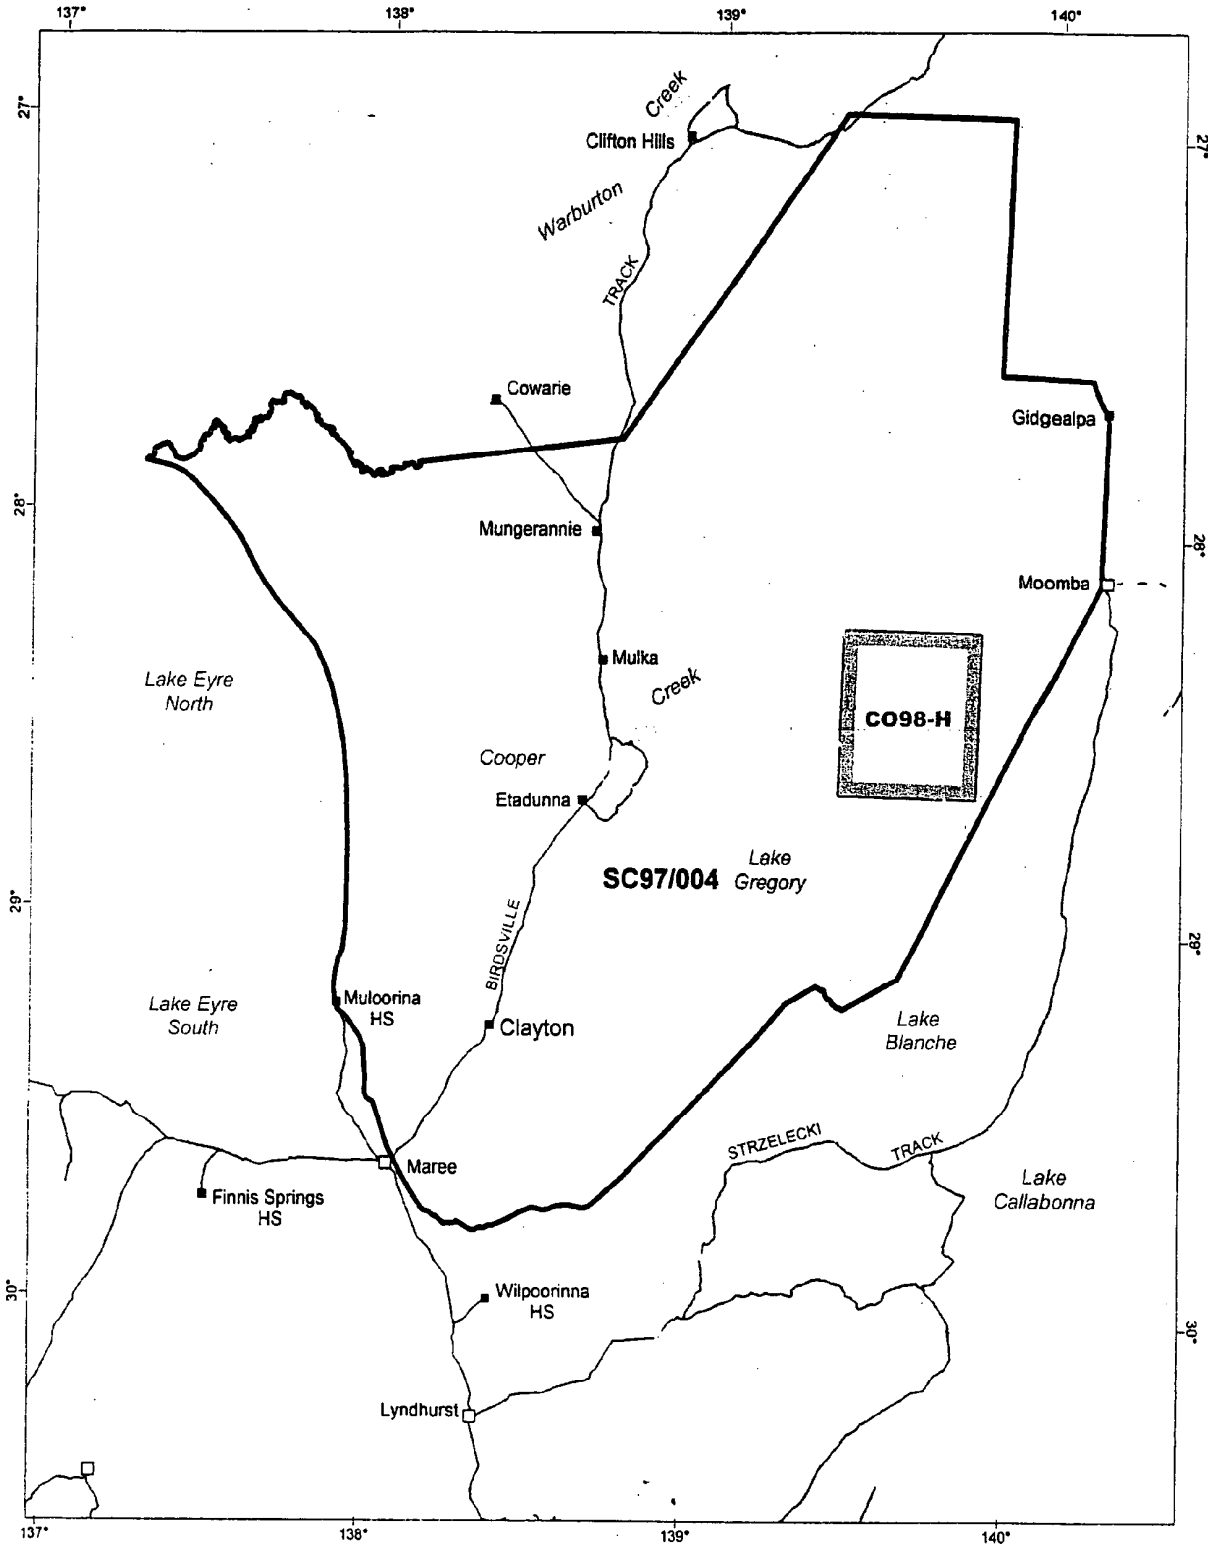 137°
138°
139°
140°
27°
27°
Creek
Clifton Hills
Warburton
TRACK
Cowarie
Gidgealpa
28°
Mungerannie
28°
Moomba
Mulka
Lake Eyre
North
Creek
CO98-H
Cooper
Etadunna
Lake
Gregory
SC97/004
29°
BIRDSVILLE
29°
Muloorina
HS
Lake Eyre
South
Clayton
Lake
Blanche
STRZELECKI
TRACK
Maree
Lake
Callabonna
Finnis Springs
HS
30°
Wilpoorinna
HS
30°
Lyndhurst
137°
138°
139°
140°